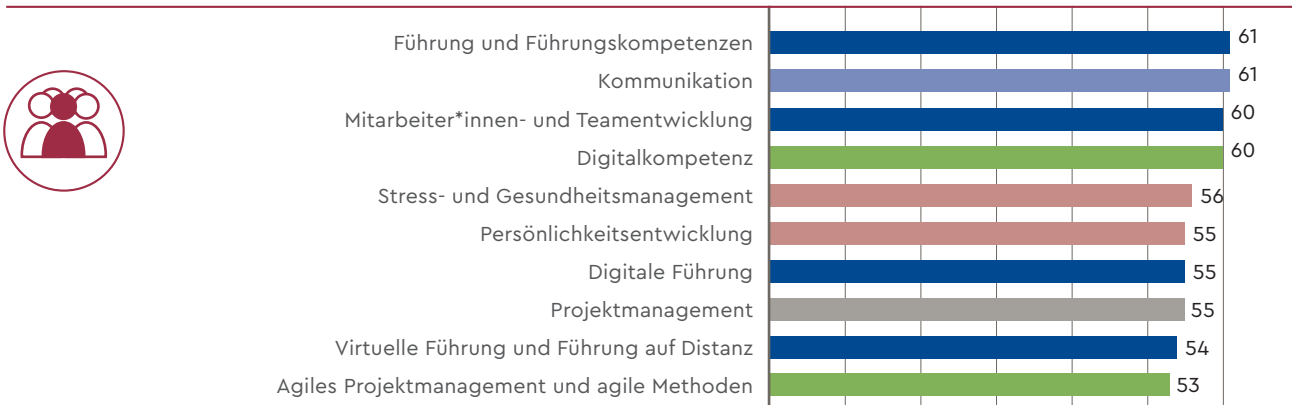 Führung und Führungskompetenzen 61
Kommunikation 61
Mitarbeiter*innen- und Teamentwicklung 60
Digitalkompetenz 60
Stress- und Gesundheitsmanagement 56
Persönlichkeitsentwicklung 55
Digitale Führung 55
Projektmanagement 55
Virtuelle Führung und Führung auf Distanz 54
Agiles Projektmanagement und agile Methoden 53